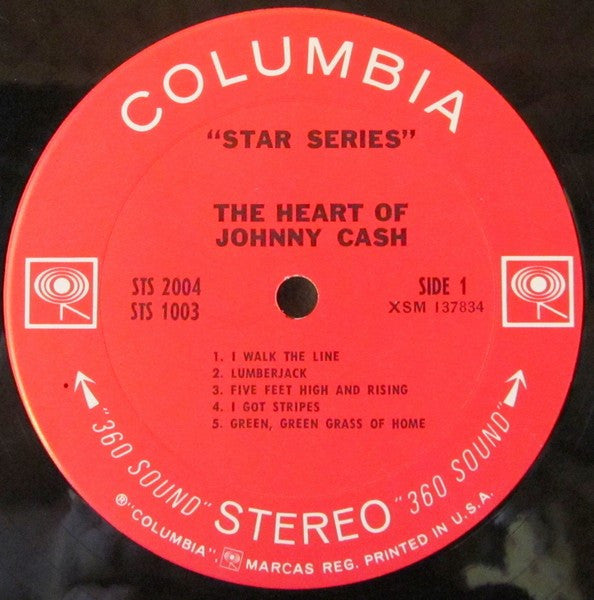 COLUMBIA
"STAR SERIES"
THE HEART OF
JOHNNY CASH
STS 2004
STS 1003
SIDE 1
XSM 137834
1. I WALK THE LINE
2. LUMBERJACK
3. FIVE FEET HIGH AND RISING
4. I GOT STRIPES
5. GREEN, GREEN GRASS OF HOME
"360 SOUND" STEREO "360 SOUND"
® "COLUMBIA", MARCAS REG. PRINTED IN U.S.A.